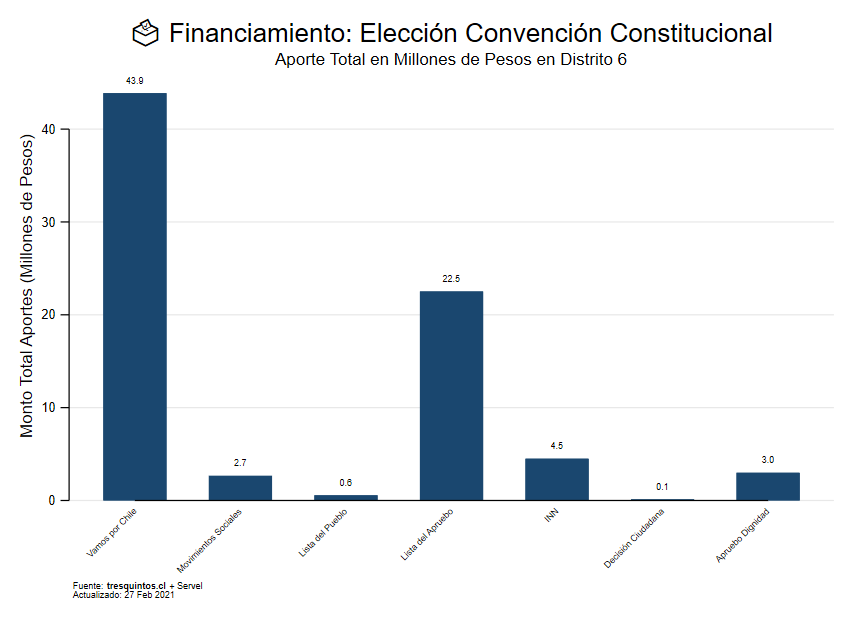 Financiamiento: Elección Convención Constitucional
Aporte Total en Millones de Pesos en Distrito 6
Monto Total Aportes (Millones de Pesos)
40
30
20
10
0
43.9
2.7
0.6
22.5
4.5
0.1
3.0
Vamos por Chile
Movimientos Sociales
Lista del Pueblo
Lista del Apruebo
INN
Decisión Ciudadana
Apruebo Dignidad
Fuente: tresquintos.cl + Servel
Actualizado: 27 Feb 2021